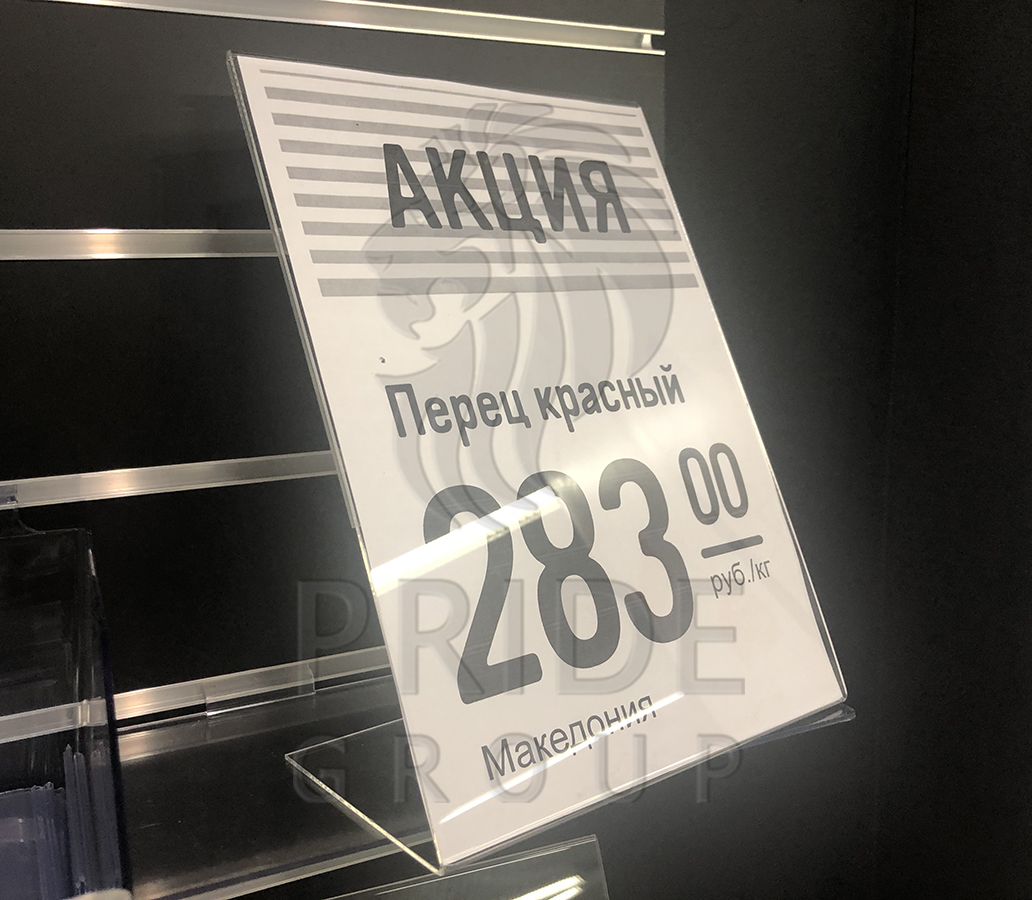 АКЦИЯ
Перец красный
283 00
руб./кг
Македония
PRIDE
GROUP